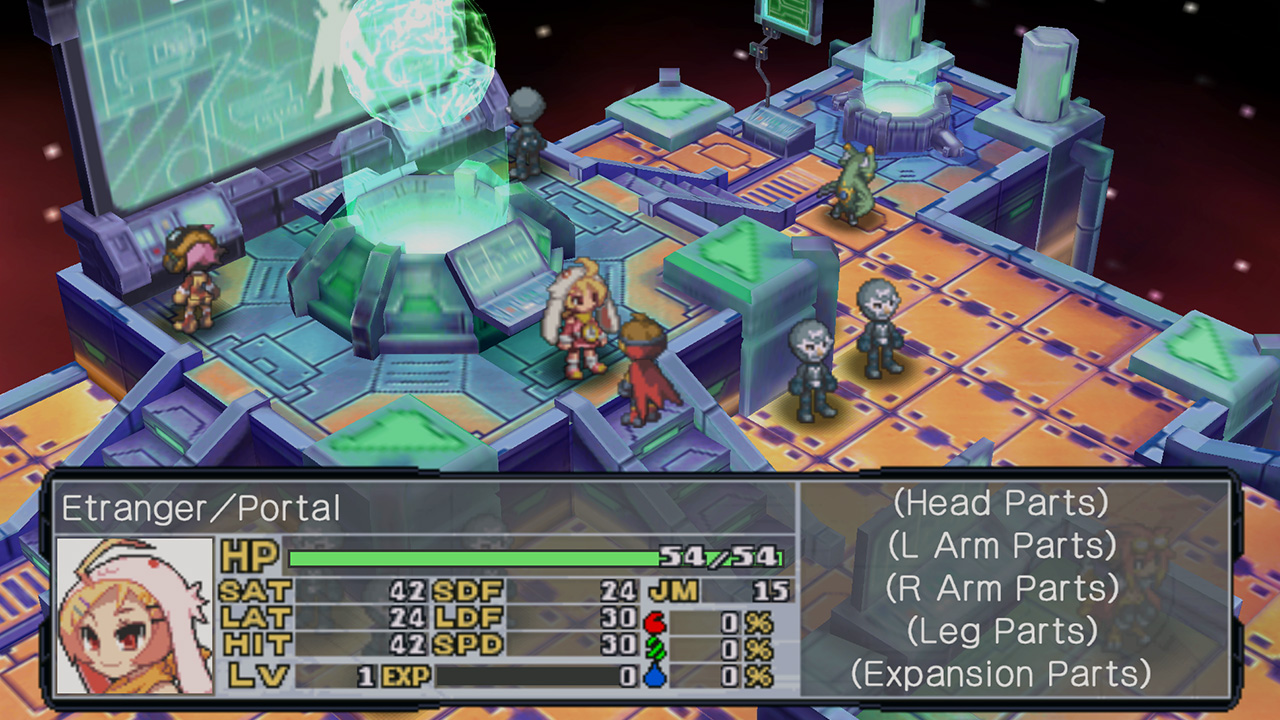 Etranger/Portal
HP 54/54
SAT 42 SDF 24 JM 15
LAT 24 LDF 30 0%
HIT 42 SPD 30 0%
LV 1 EXP 0 0%
(Head Parts)
(L Arm Parts)
(R Arm Parts)
(Leg Parts)
(Expansion Parts)